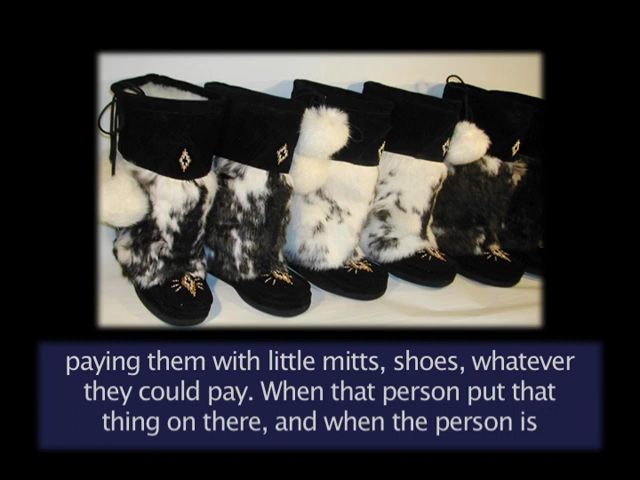 paying them with little mitts, shoes, whatever
they could pay. When that person put that
thing on there, and when the person is